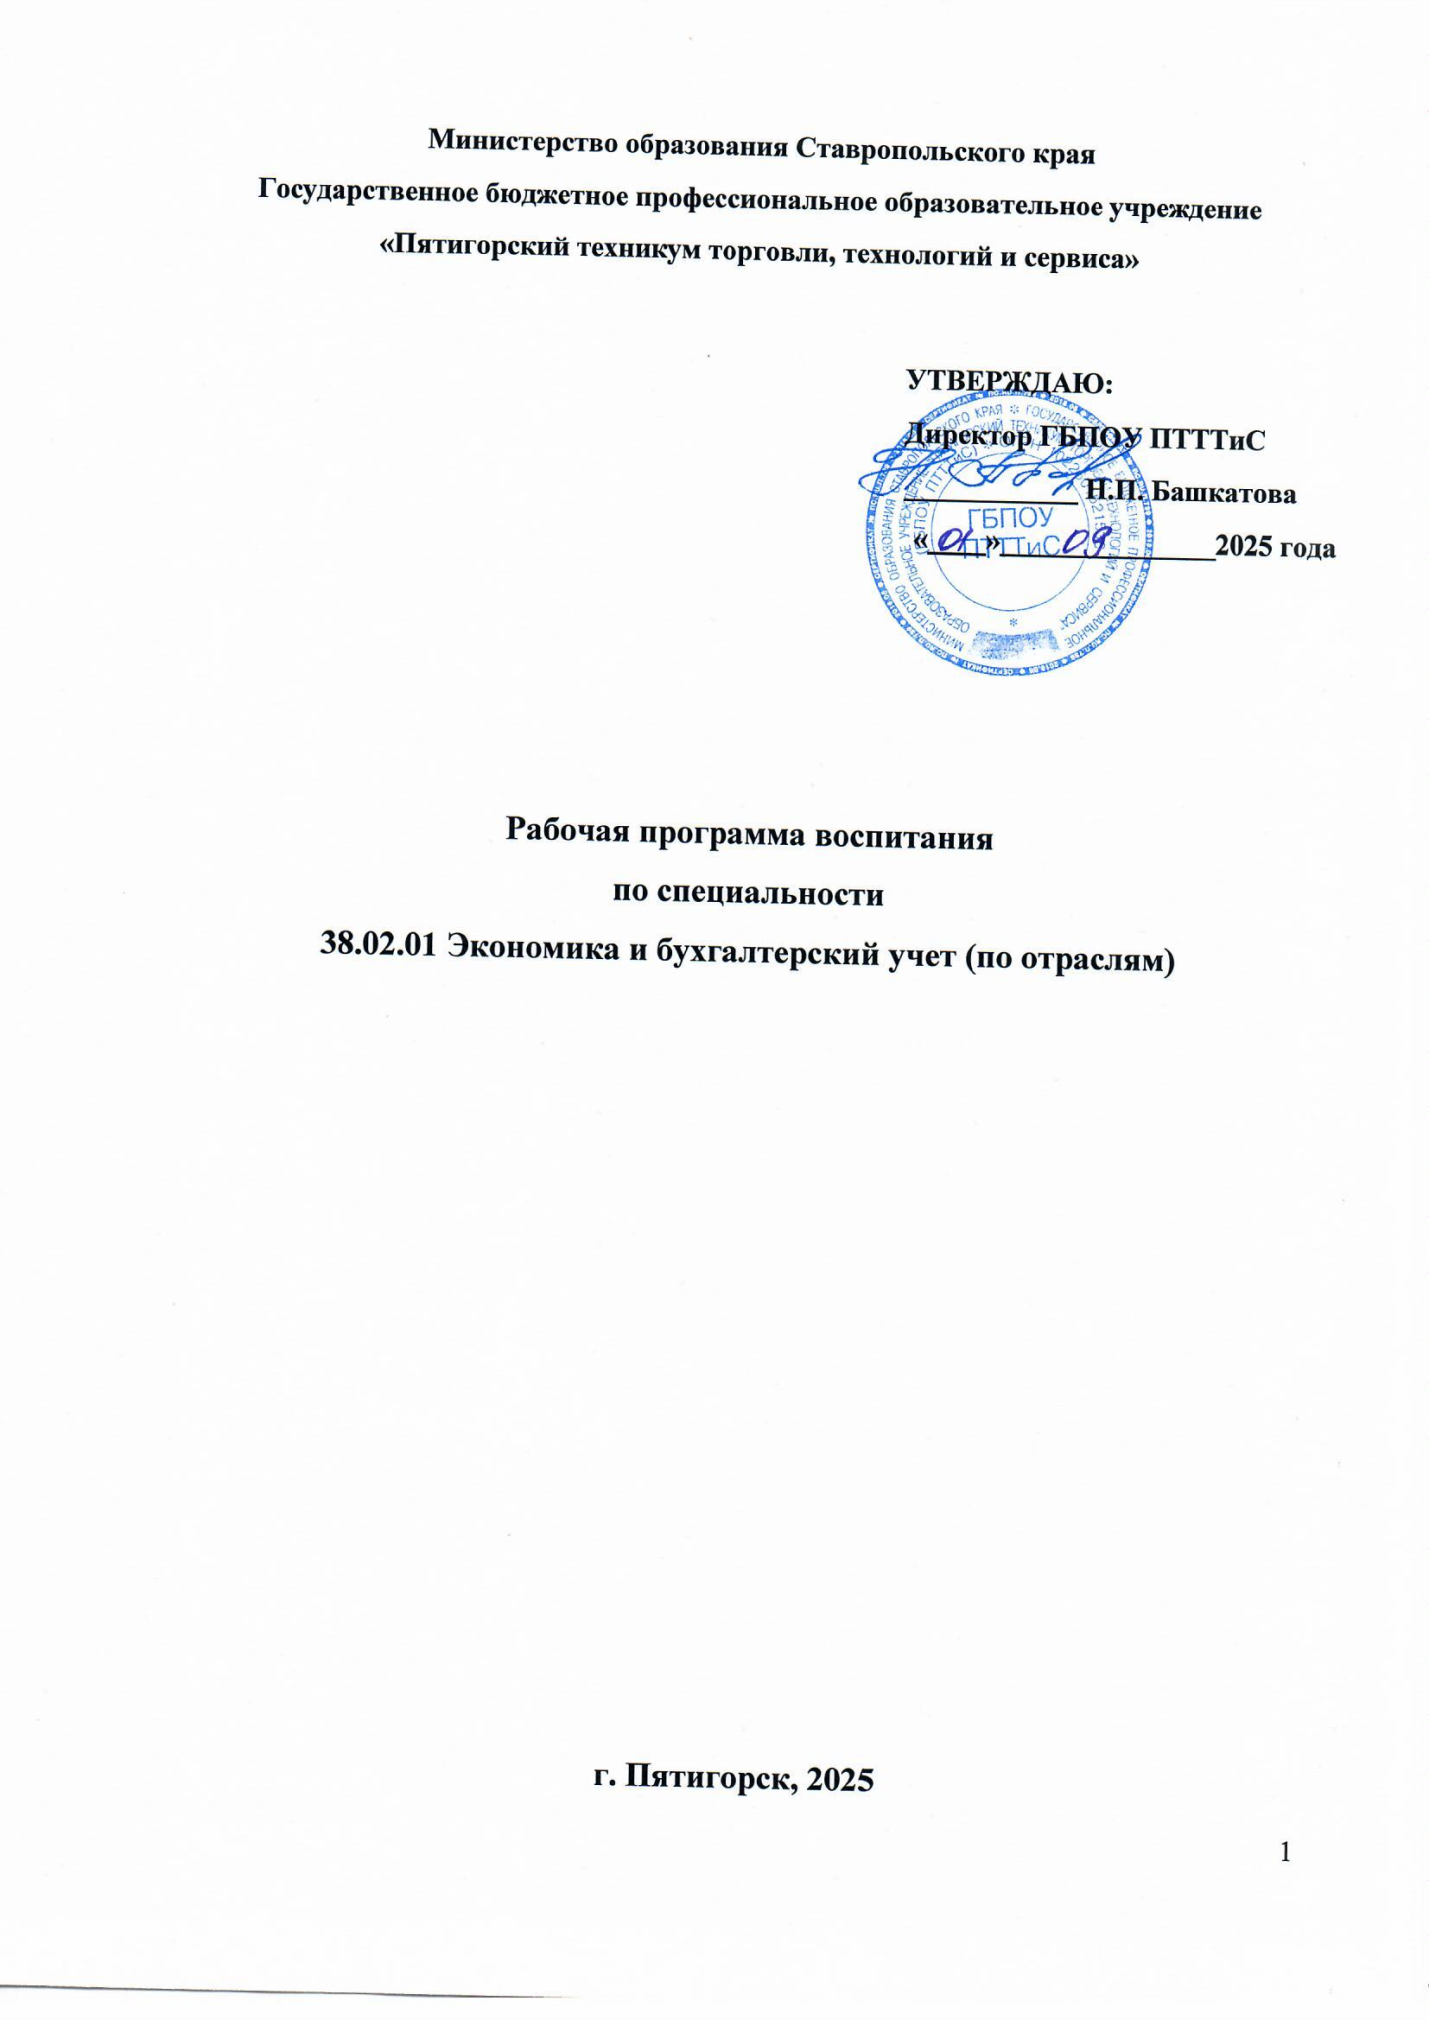 Министерство образования Ставропольского края
Государственное бюджетное профессиональное образовательное учреждение
«Пятигорский техникум торговли, технологий и сервиса»
УТВЕРЖДАЮ:
Директор ГБПОУ ПТТТиС
Н.П. Башкатова
«01» 09 2025 года
ГБПОУ
ПТТТиС
Рабочая программа воспитания
по специальности
38.02.01 Экономика и бухгалтерский учет (по отраслям)
г. Пятигорск, 2025
1